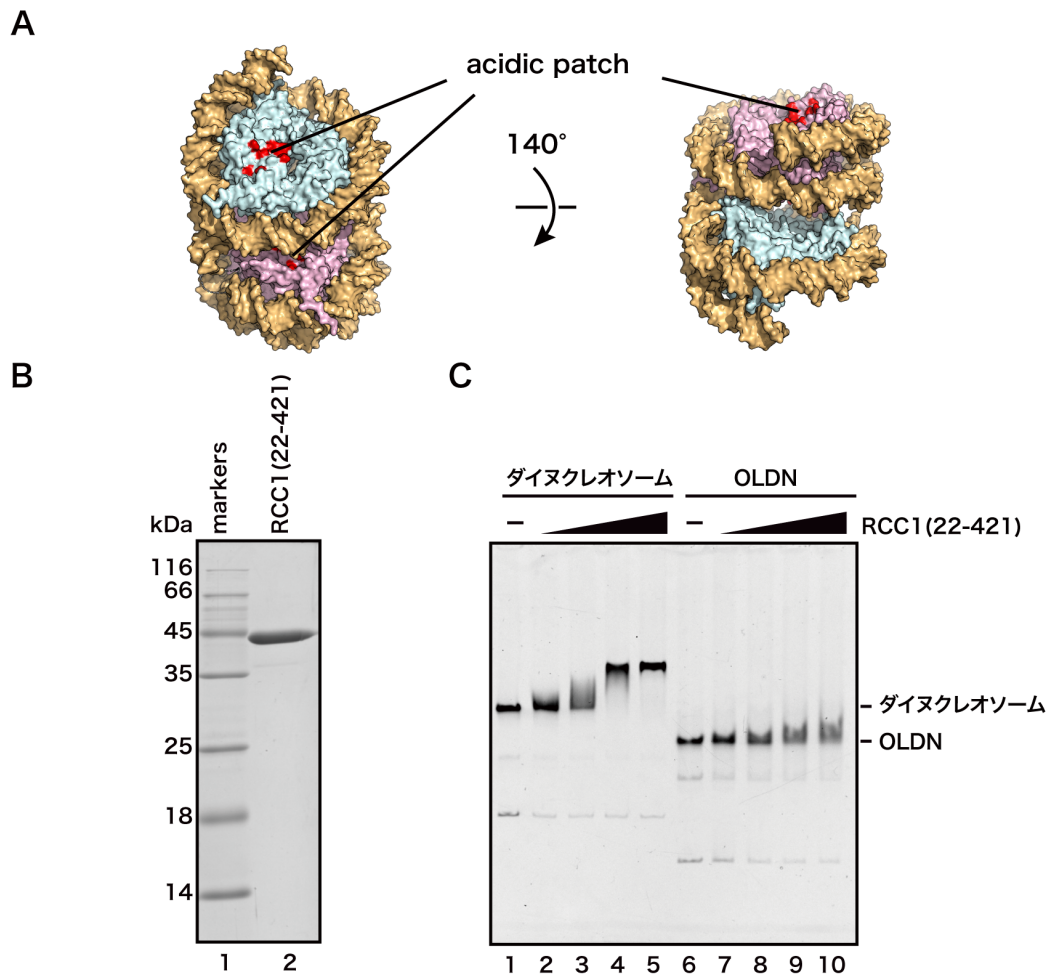 A
acidic patch
140°
B
C
markers
RCC1(22-421)
kDa
116
66
45
35
25
18
14
1 2
ダイヌクレオソーム OLDN
– – RCC1(22-421)
ダイヌクレオソーム
OLDN
1 2 3 4 5 6 7 8 9 10